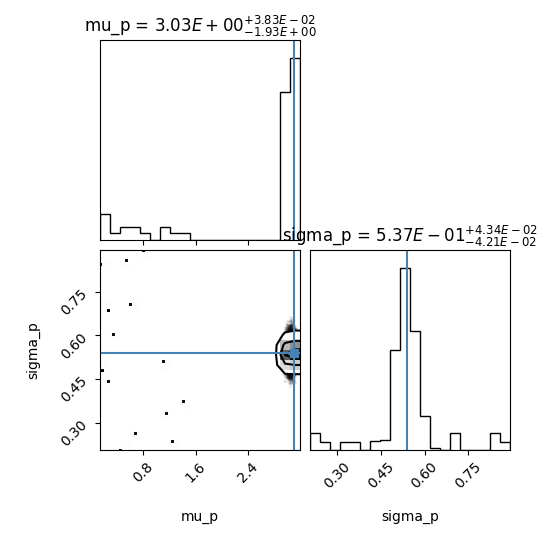 mu_p = 3.03E + 00+3.83E − 02 −1.93E + 00
sigma_p = 5.37E − 01+4.34E − 02 −4.21E − 02
0.75
0.60
0.45
0.30
sigma_p
0.8 1.6 2.4
0.30 0.45 0.60 0.75
mu_p
sigma_p